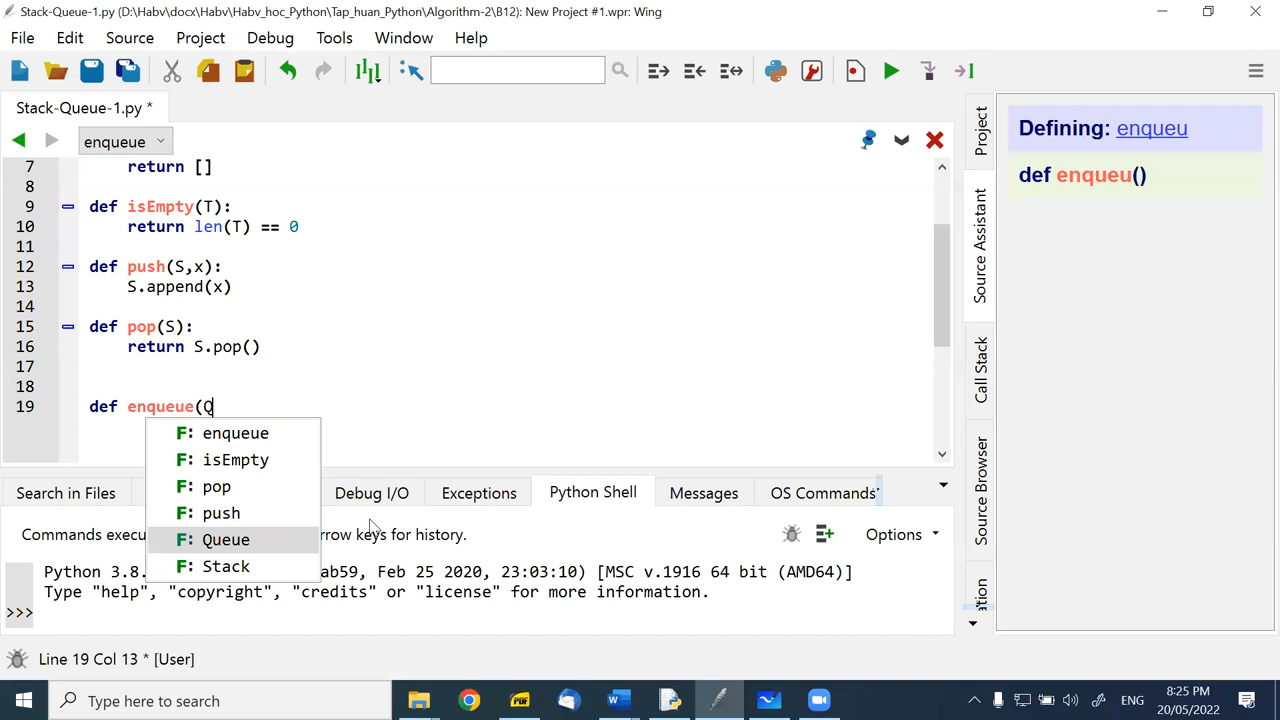 Stack-Queue-1.py (D:\Habv\docx\Habv\Habv_hoc_Python\Tap_huan_Python\Algorithm-2\B12): New Project #1.wpr: Wing
File Edit Source Project Debug Tools Window Help
Stack-Queue-1.py *
enqueue
7 return []
8
9 def isEmpty(T):
10 return len(T) == 0
11
12 def push(S,x):
13 S.append(x)
14
15 def pop(S):
16 return S.pop()
17
18
19 def enqueue(Q
F: enqueue
F: isEmpty
F: pop
F: push
F: Queue
F: Stack
Defining: enqueu
def enqueu()
Project
Source Assistant
Call Stack
Source Browser
Search in Files Debug I/O Exceptions Python Shell Messages OS Commands
Commands rrow keys for history. Options
Python 3.8. ab59, Feb 25 2020, 23:03:10) [MSC v.1916 64 bit (AMD64)]
Type "help", "copyright", "credits" or "license" for more information.
>>>
Line 19 Col 13 * [User]
Type here to search
PDF
ENG
8:25 PM
20/05/2022